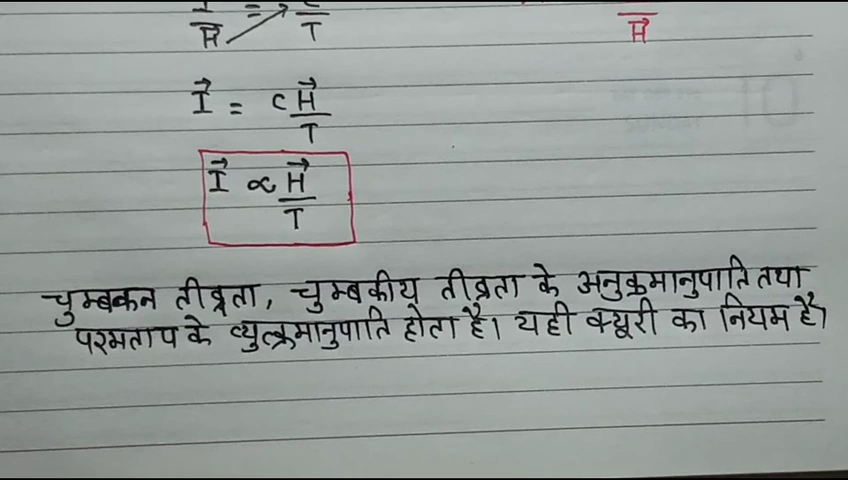 I⃗ / H⃗ = C / T
H⃗
I⃗ = C H⃗ / T
I⃗ ∝ H⃗ / T
चुम्बकन तीव्रता, चुम्बकीय तीव्रता के अनुक्रमानुपाति तथा
परमताप के व्युत्क्रमानुपाति होता है। यही क्यूरी का नियम है।